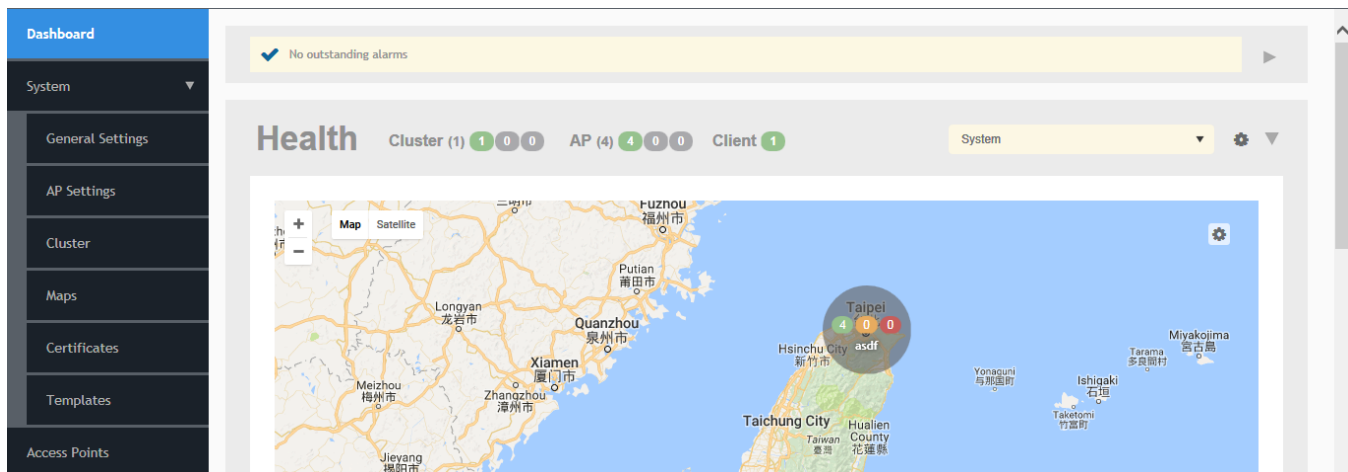 Dashboard
No outstanding alarms
System
General Settings
AP Settings
Cluster
Maps
Certificates
Templates
Access Points
Health Cluster (1) 1 0 0 AP (4) 4 0 0 Client 1
System
+
−
Map Satellite
Fuzhou
福州市
Putian
莆田市
Longyan
龙岩市
Quanzhou
泉州市
Xiamen
厦门市
Meizhou
梅州市
Zhangzhou
漳州市
Jieyang
揭阳市
Taipei
4 0 0
asdf
Hsinchu City
新竹市
Taichung City
Taiwan
臺灣
Hualien
County
花蓮縣
Yonaguni
与那国町
Miyakojima
宮古島
Tarama
多良間村
Ishigaki
石垣
Taketomi
竹富町